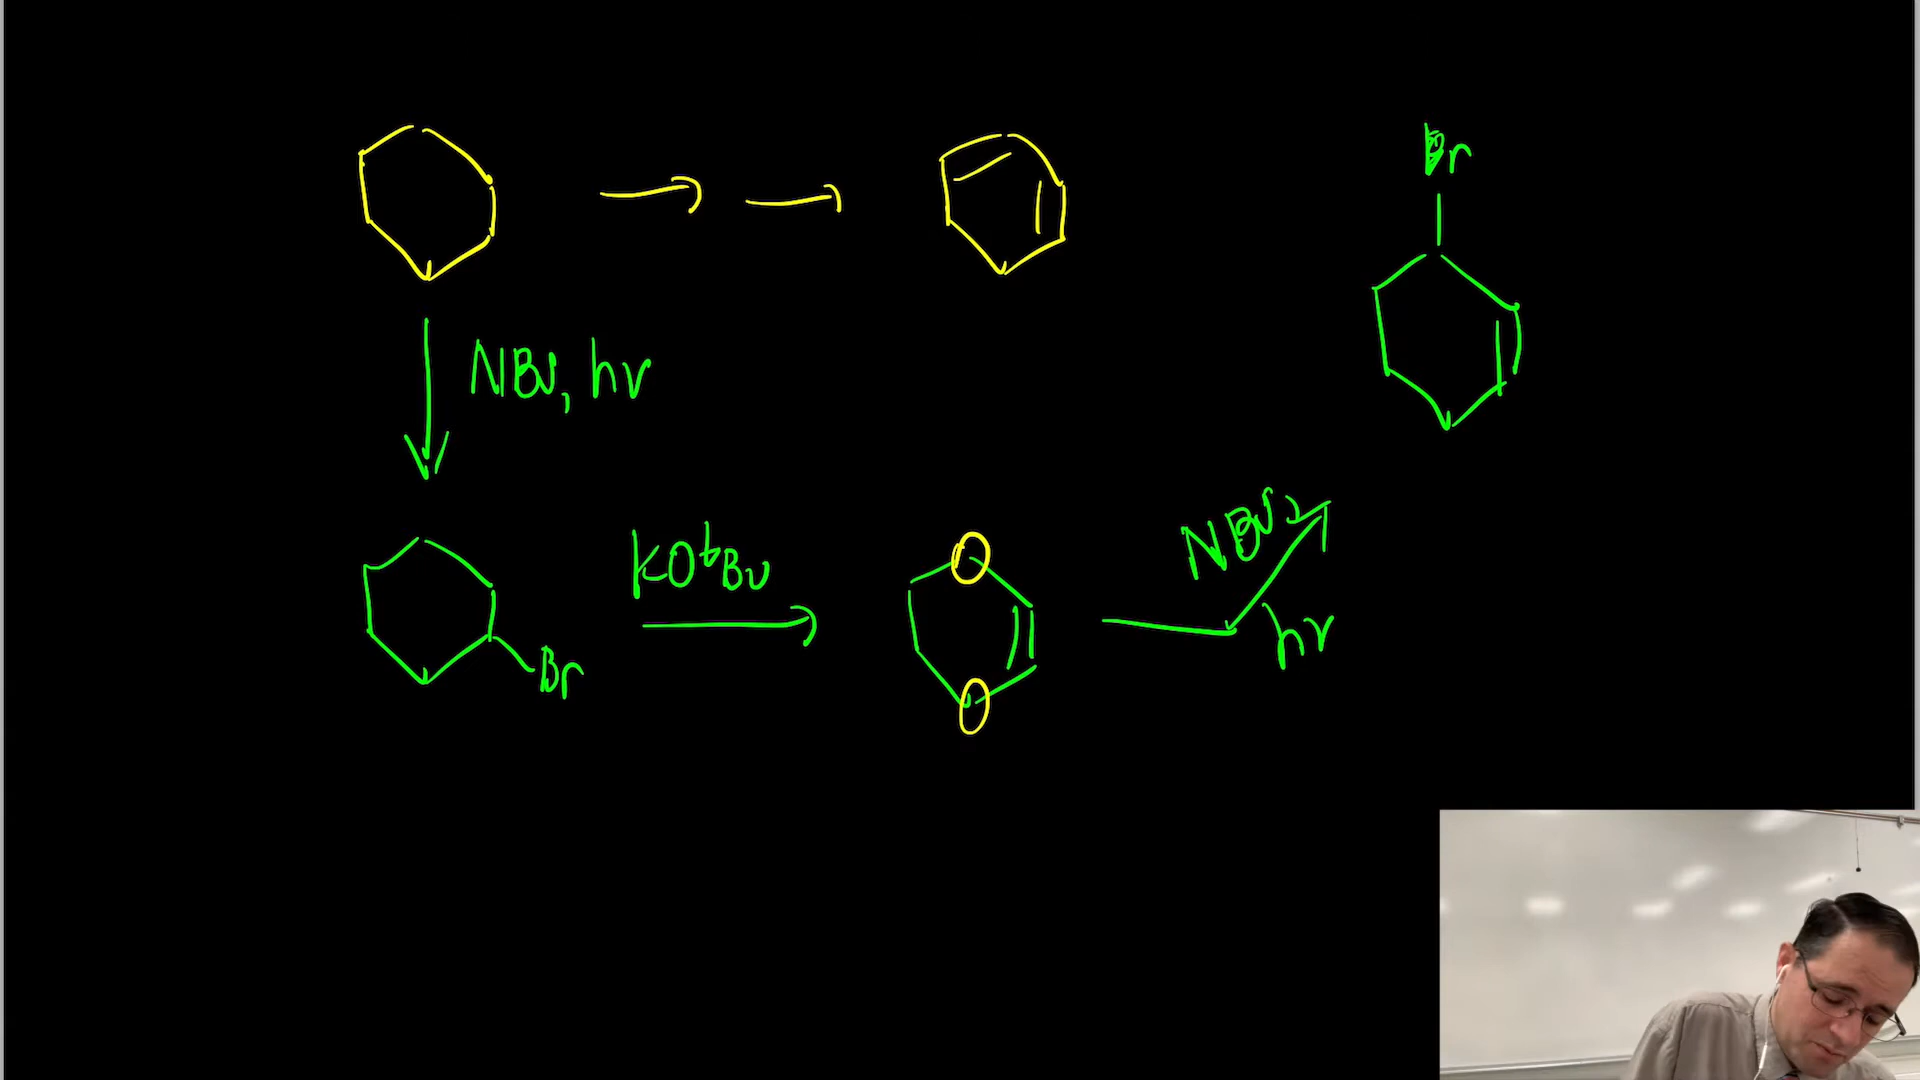 Br
NBS, hν
KOtBu
NBS,
hν
Br